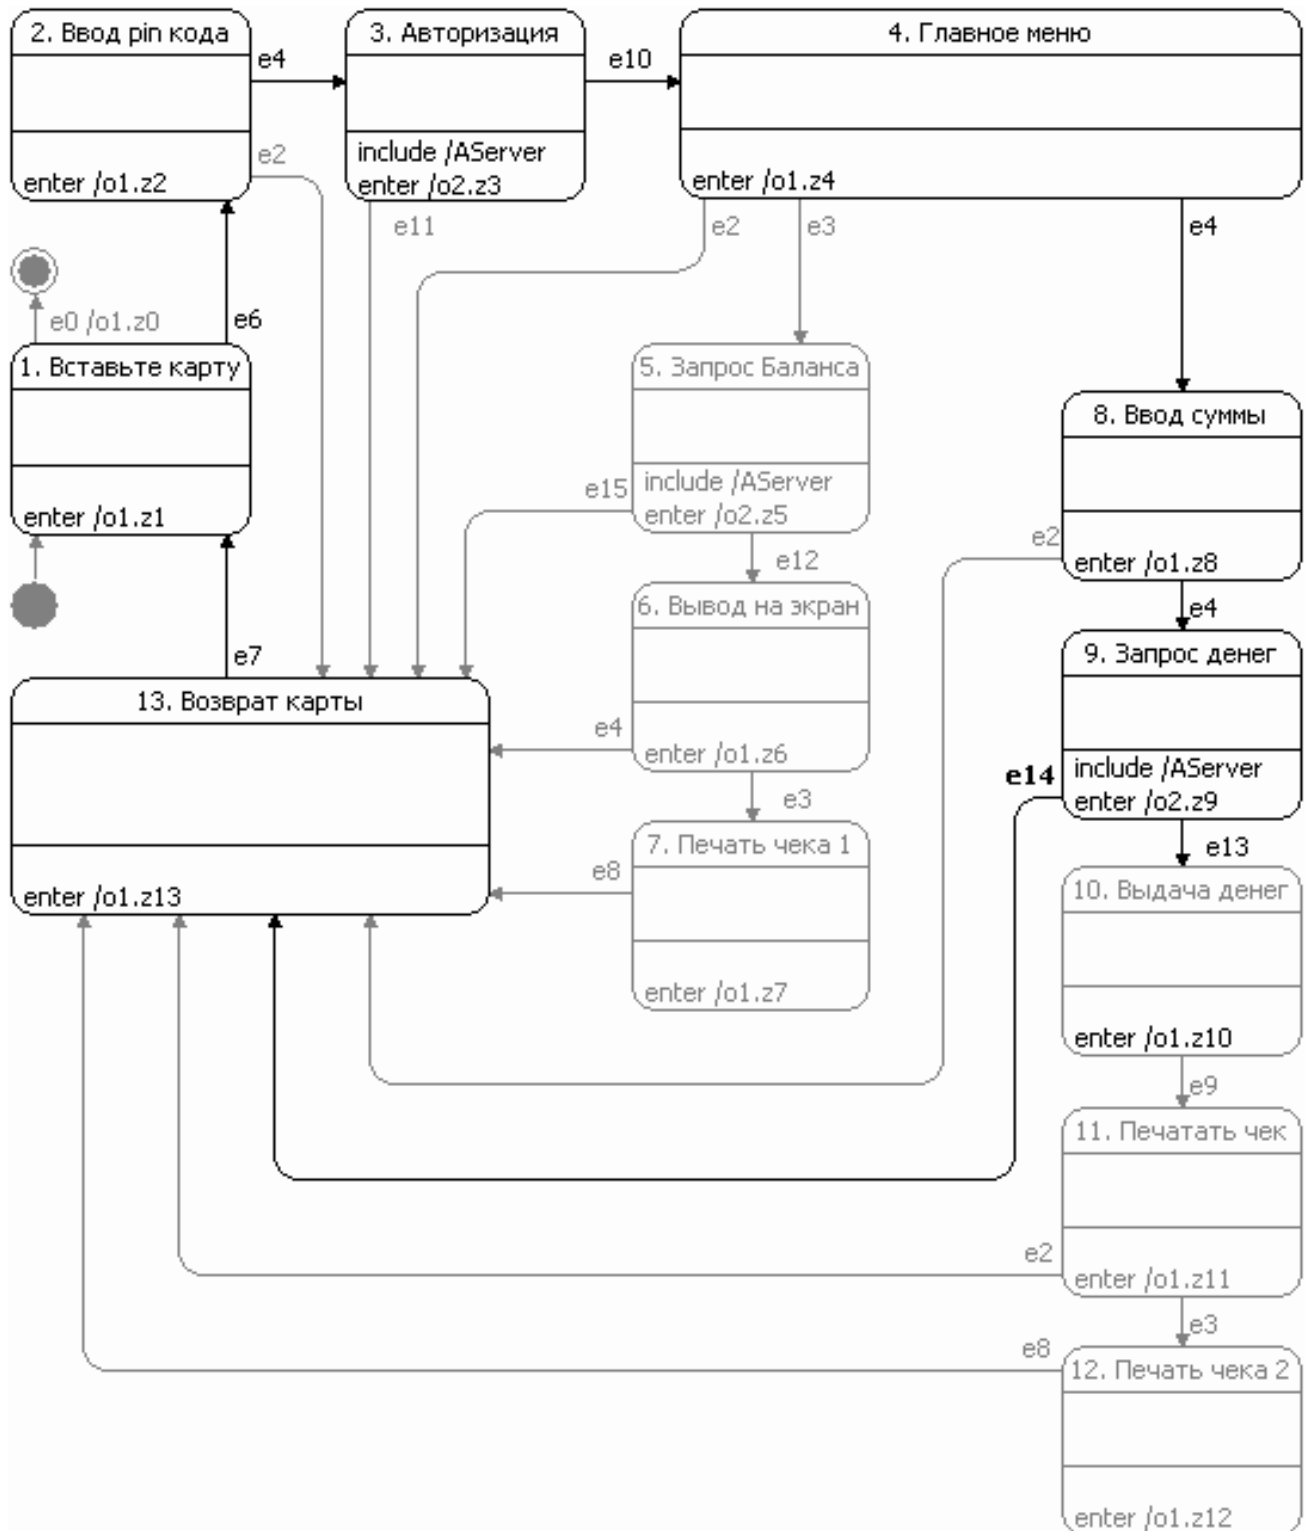 2. Ввод pin кода
e4
3. Авторизация
e10
4. Главное меню
e2
include /AServer
enter /o1.z2
enter /o2.z3
enter /o1.z4
e11
e2
e3
e4
e0 /o1.z0
e6
1. Вставьте карту
5. Запрос Баланса
8. Ввод суммы
enter /o1.z1
e15
include /AServer
enter /o2.z5
e2
enter /o1.z8
e12
e4
6. Вывод на экран
e7
9. Запрос денег
13. Возврат карты
e4
enter /o1.z6
e14
include /AServer
enter /o2.z9
e3
7. Печать чека 1
e13
e8
10. Выдача денег
enter /o1.z13
enter /o1.z7
enter /o1.z10
e9
11. Печатать чек
e2
enter /o1.z11
e3
e8
12. Печать чека 2
enter /o1.z12